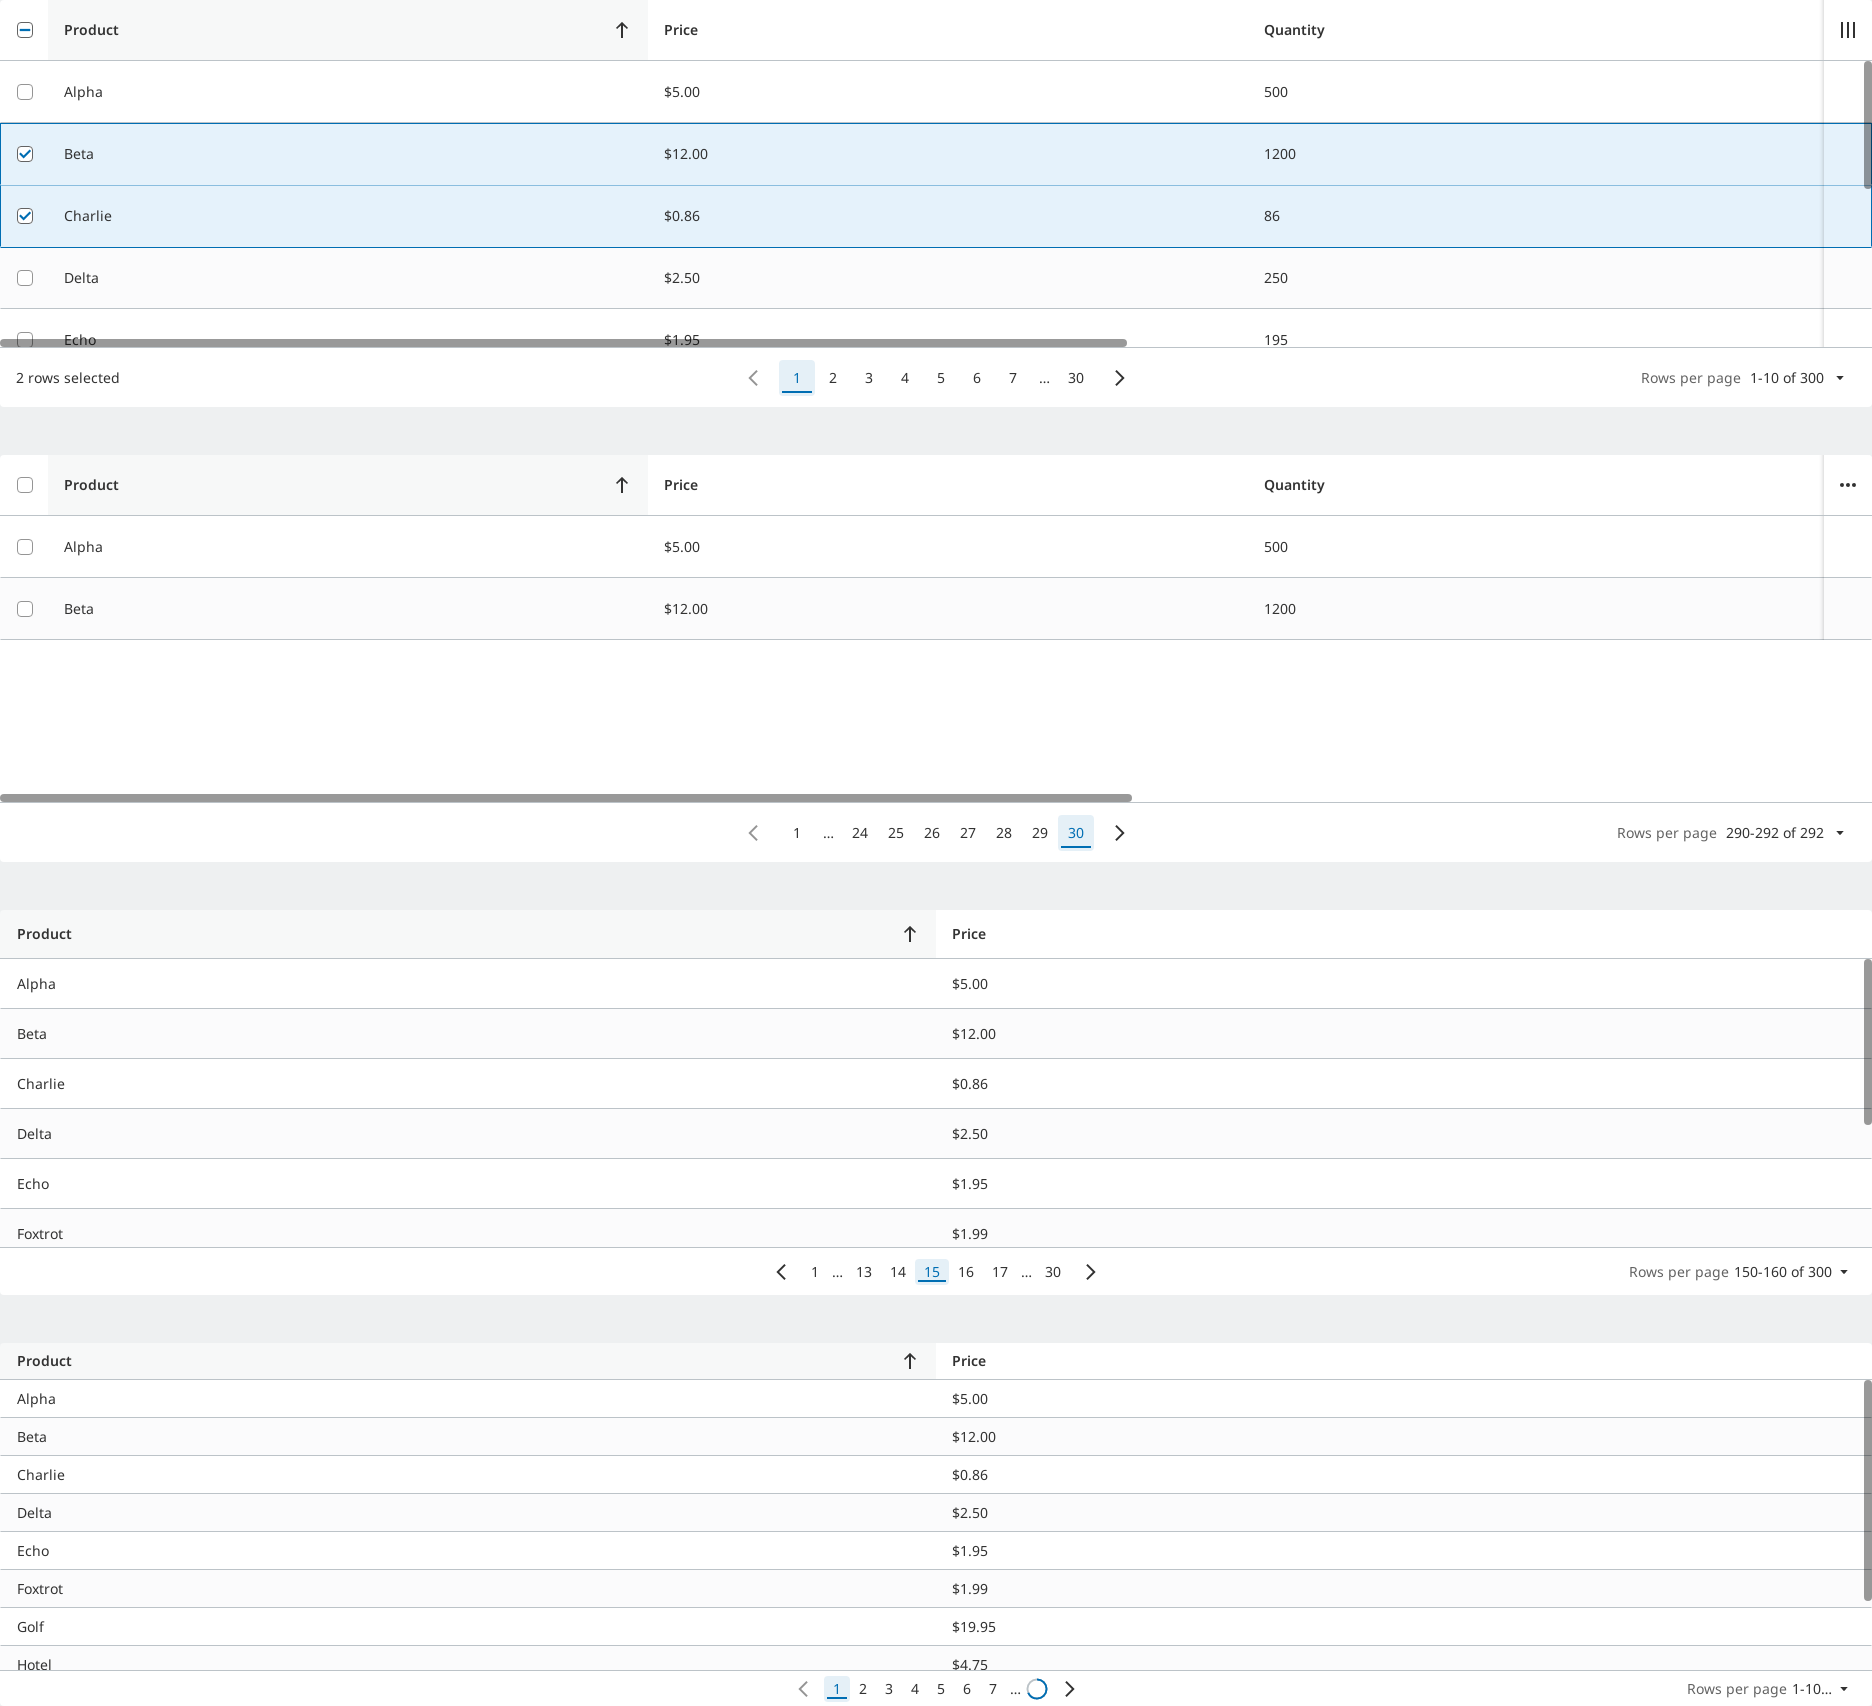 Product Price Quantity
Alpha $5.00 500
Beta $12.00 1200
Charlie $0.86 86
Delta $2.50 250
Echo $1.95 195
2 rows selected 1 2 3 4 5 6 7 ... 30 Rows per page 1-10 of 300
Product Price Quantity
Alpha $5.00 500
Beta $12.00 1200
1 ... 24 25 26 27 28 29 30 Rows per page 290-292 of 292
Product Price
Alpha $5.00
Beta $12.00
Charlie $0.86
Delta $2.50
Echo $1.95
Foxtrot $1.99
1 ... 13 14 15 16 17 ... 30 Rows per page 150-160 of 300
Product Price
Alpha $5.00
Beta $12.00
Charlie $0.86
Delta $2.50
Echo $1.95
Foxtrot $1.99
Golf $19.95
Hotel $4.75
1 2 3 4 5 6 7 ... Rows per page 1-10...